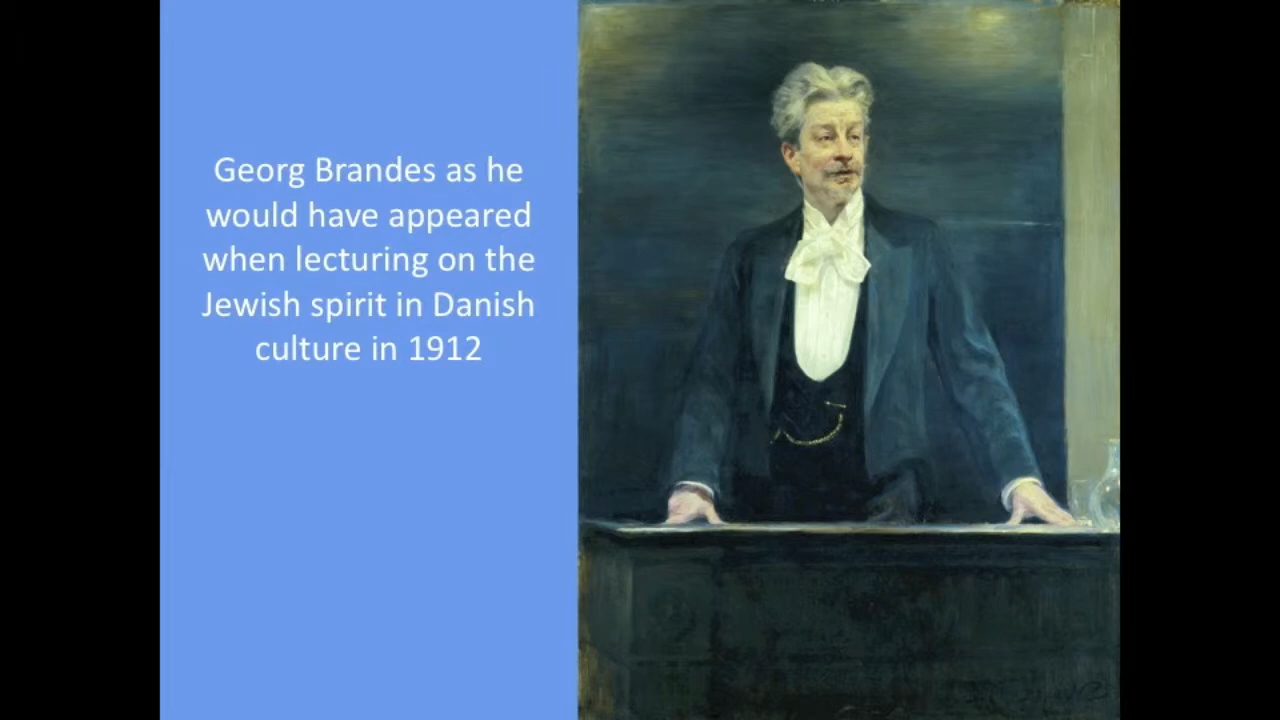 Georg Brandes as he
would have appeared
when lecturing on the
Jewish spirit in Danish
culture in 1912